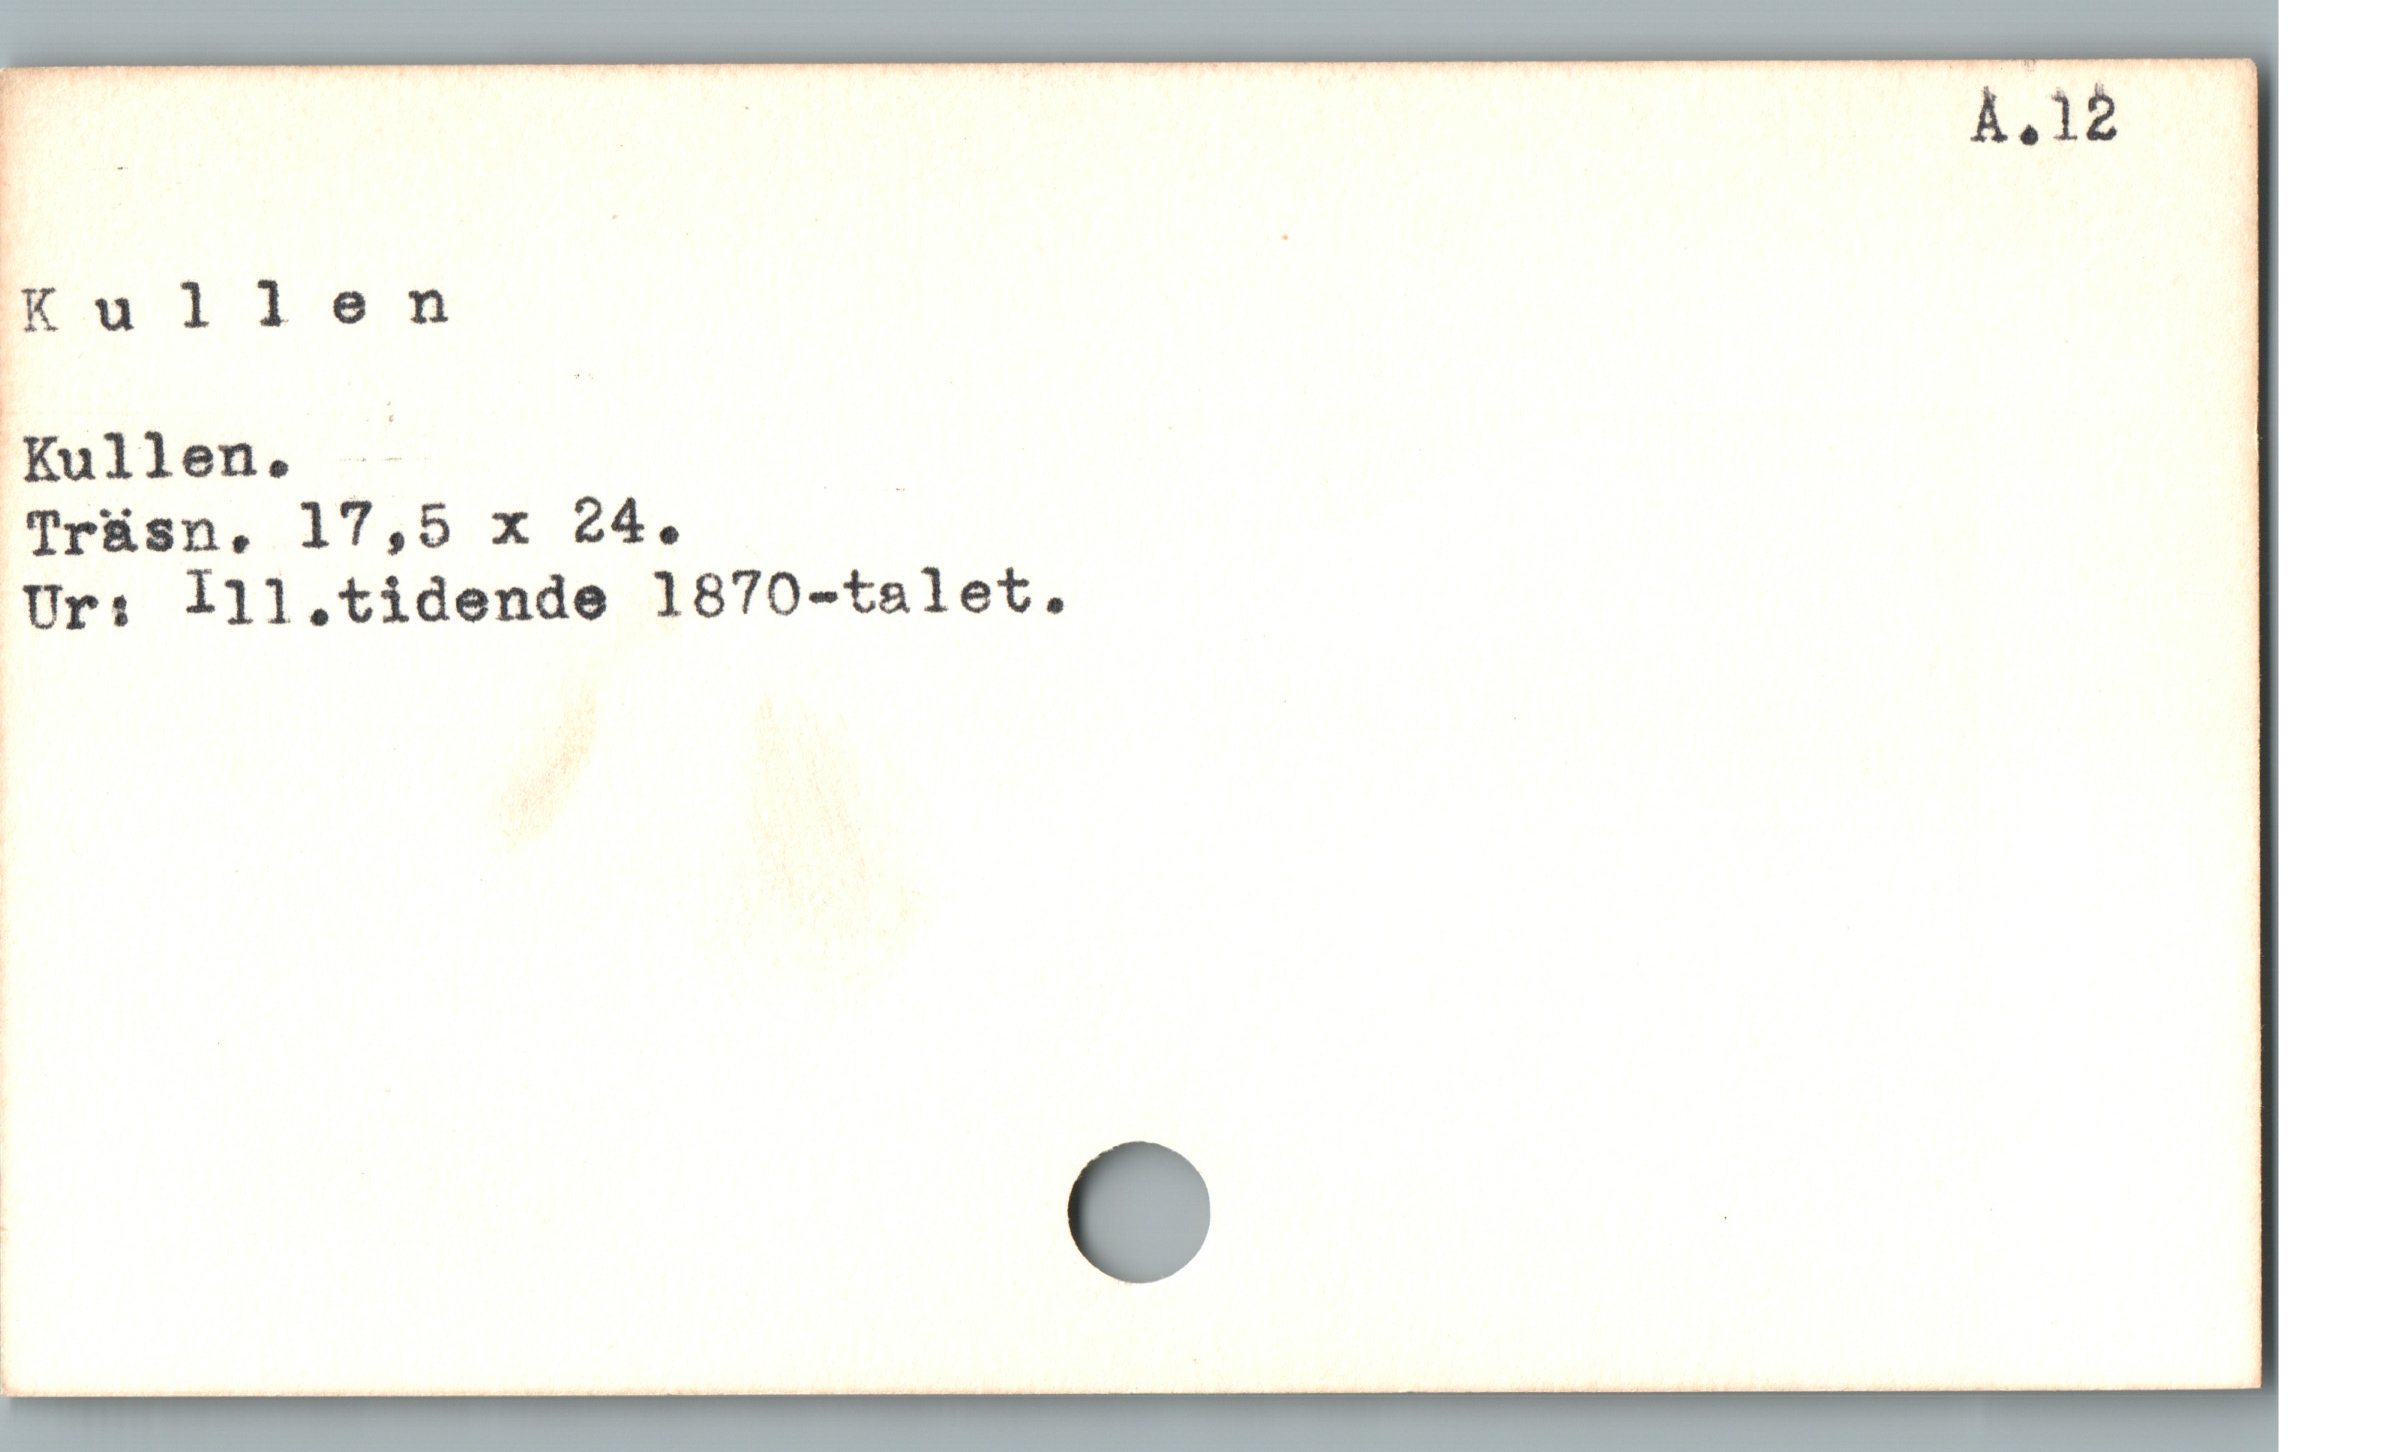 A.12
K u l l e n
Kullen.
Träsn. 17,5 x 24.
Ur: Ill.tidende 1870-talet.